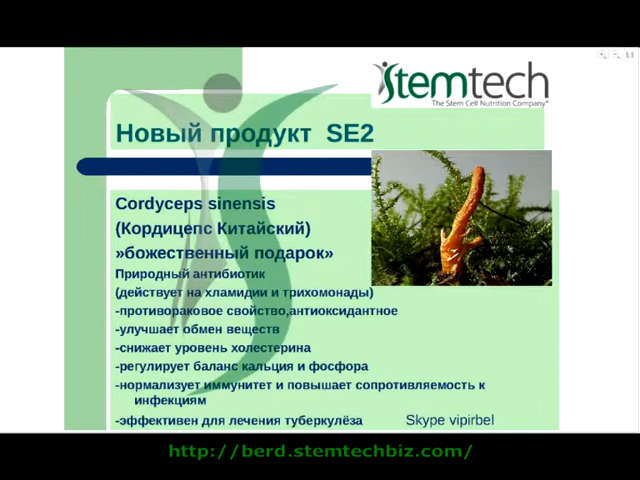 stemtech
The Stem Cell Nutrition Company
Новый продукт SE2
Cordyceps sinensis
(Кордицепс Китайский)
»божественный подарок»
Природный антибиотик
(действует на хламидии и трихомонады)
-противораковое свойство,антиоксидантное
-улучшает обмен веществ
-снижает уровень холестерина
-регулирует баланс кальция и фосфора
-нормализует иммунитет и повышает сопротивляемость к
инфекциям
-эффективен для лечения туберкулёза Skype vipirbel
http://berd.stemtechbiz.com/